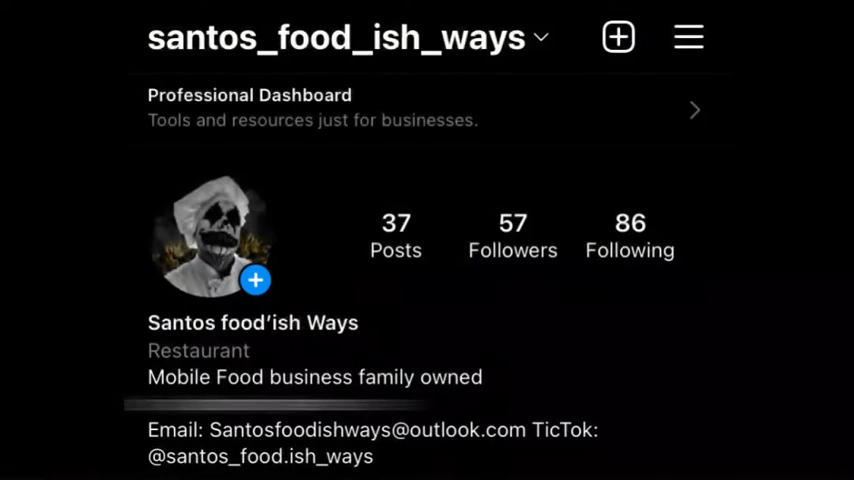 santos_food_ish_ways
Professional Dashboard
Tools and resources just for businesses.
37 57 86
Posts Followers Following
Santos food’ish Ways
Restaurant
Mobile Food business family owned
Email: Santosfoodishways@outlook.com TicTok:
@santos_food.ish_ways